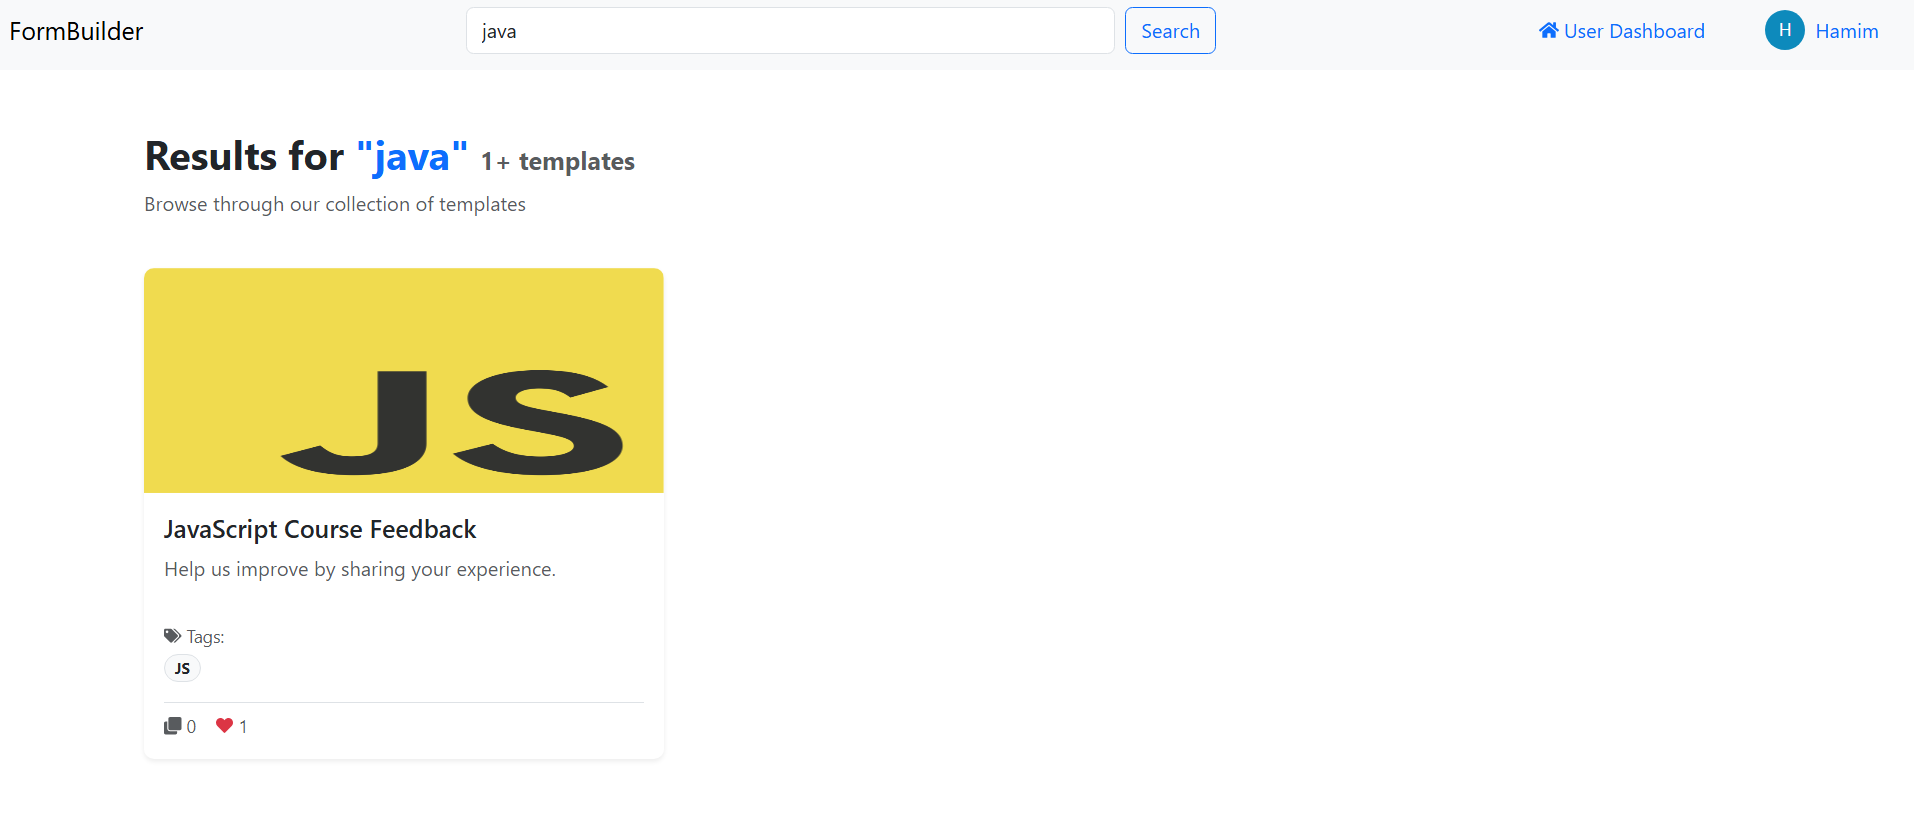 FormBuilder
java
Search
User Dashboard
H
Hamim
Results for "java" 1+ templates
Browse through our collection of templates
JS
JavaScript Course Feedback
Help us improve by sharing your experience.
Tags:
JS
0 1